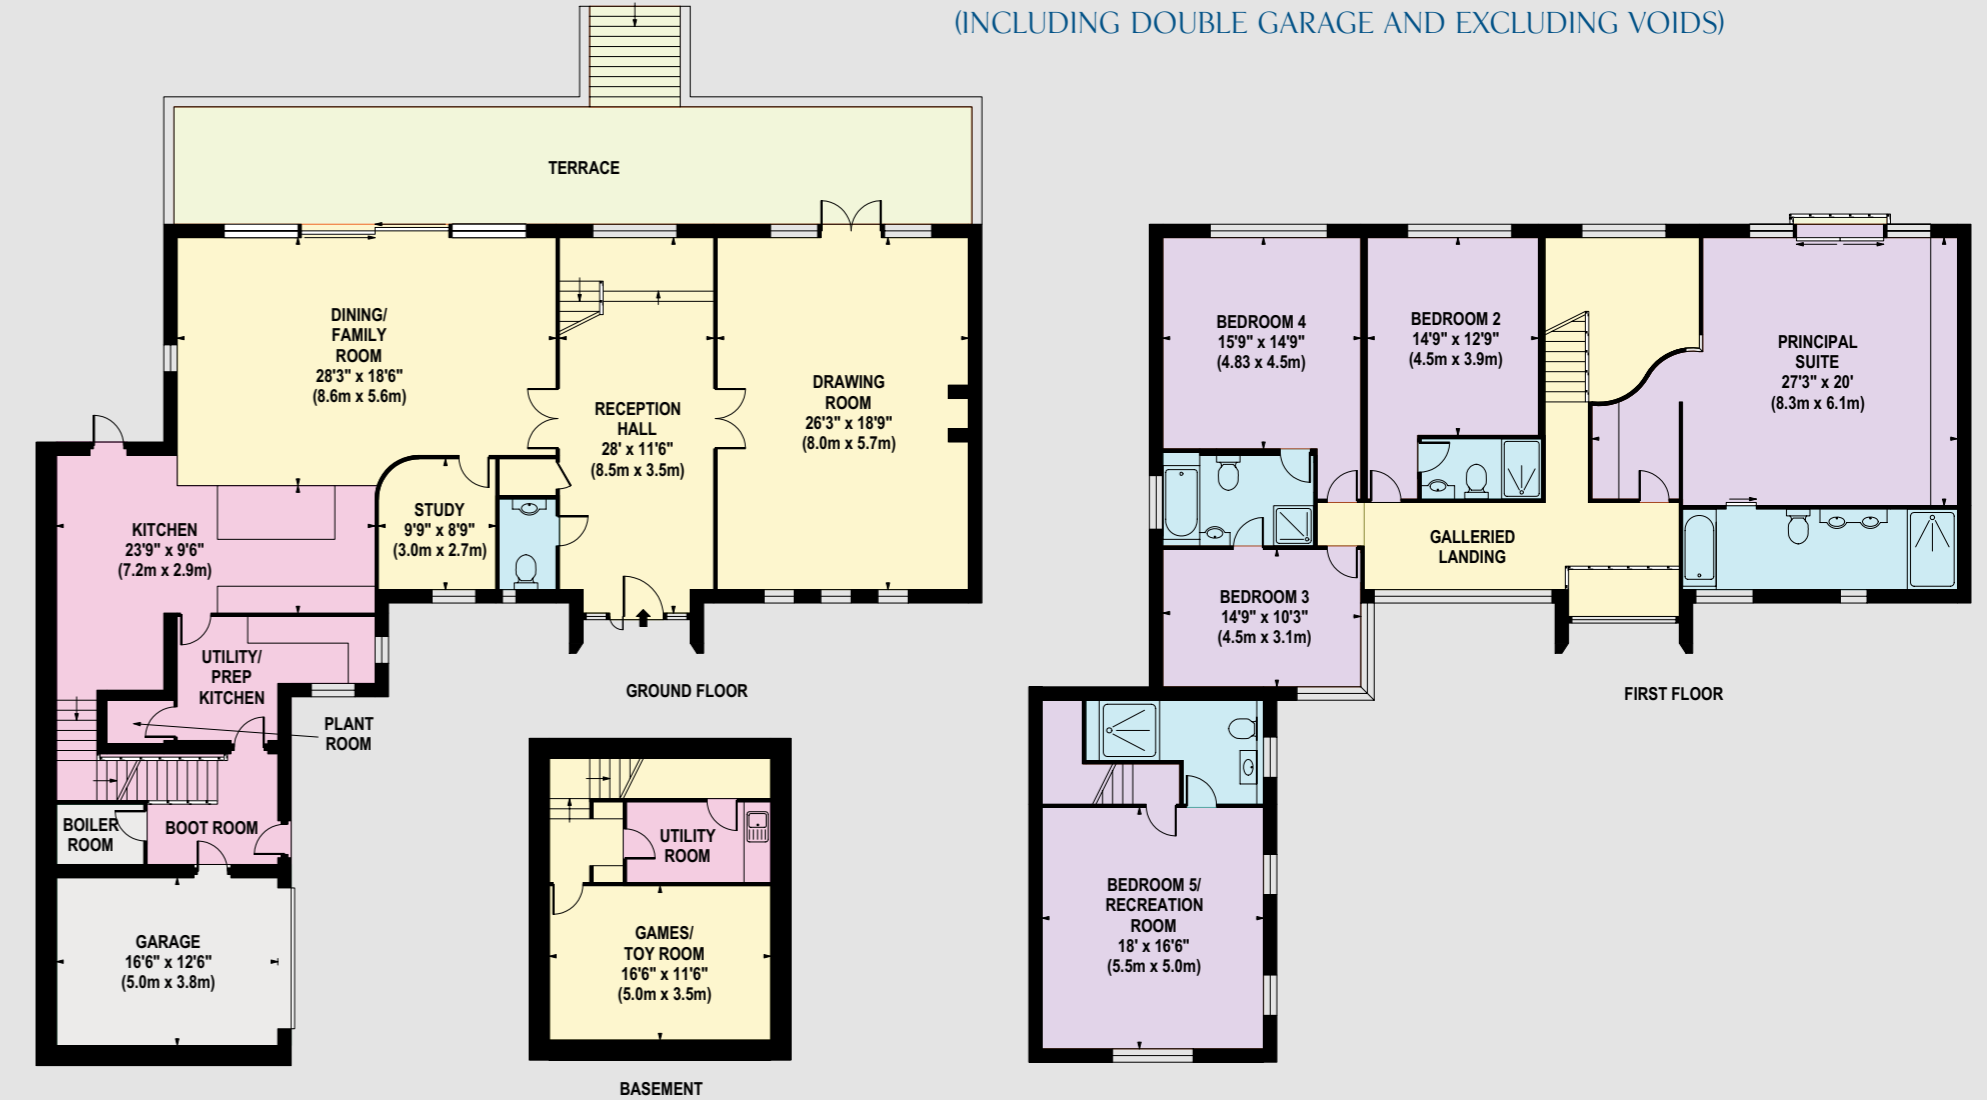 (INCLUDING DOUBLE GARAGE AND EXCLUDING VOIDS)
TERRACE
DINING/
FAMILY
ROOM
28'3" x 18'6"
(8.6m x 5.6m)
RECEPTION
HALL
28' x 11'6"
(8.5m x 3.5m)
DRAWING
ROOM
26'3" x 18'9"
(8.0m x 5.7m)
STUDY
9'9" x 8'9"
(3.0m x 2.7m)
KITCHEN
23'9" x 9'6"
(7.2m x 2.9m)
UTILITY/
PREP
KITCHEN
PLANT
ROOM
BOILER
ROOM
BOOT ROOM
GARAGE
16'6" x 12'6"
(5.0m x 3.8m)
GROUND FLOOR
UTILITY
ROOM
GAMES/
TOY ROOM
16'6" x 11'6"
(5.0m x 3.5m)
BASEMENT
BEDROOM 4
15'9" x 14'9"
(4.83 x 4.5m)
BEDROOM 2
14'9" x 12'9"
(4.5m x 3.9m)
PRINCIPAL
SUITE
27'3" x 20'
(8.3m x 6.1m)
GALLERIED
LANDING
BEDROOM 3
14'9" x 10'3"
(4.5m x 3.1m)
FIRST FLOOR
BEDROOM 5/
RECREATION
ROOM
18' x 16'6"
(5.5m x 5.0m)